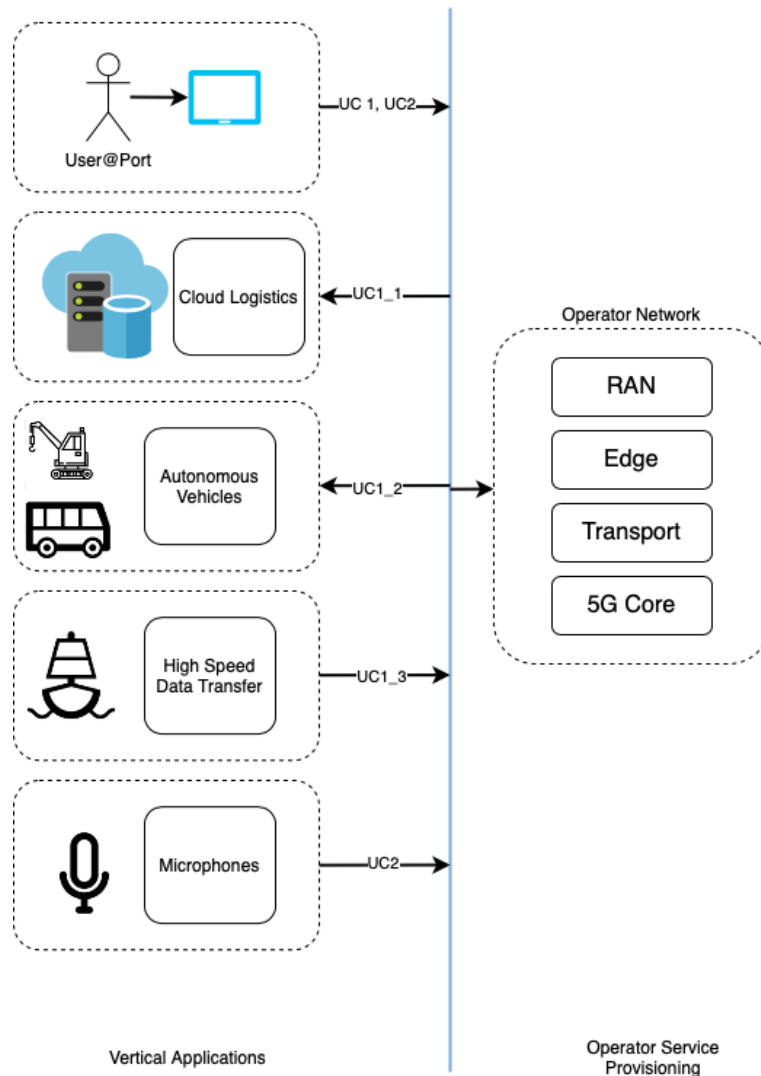 User@Port
UC 1, UC2
Cloud Logistics
UC1_1
Operator Network
RAN
Edge
Transport
5G Core
Autonomous
Vehicles
UC1_2
High Speed
Data Transfer
UC1_3
Microphones
UC2
Vertical Applications
Operator Service
Provisioning